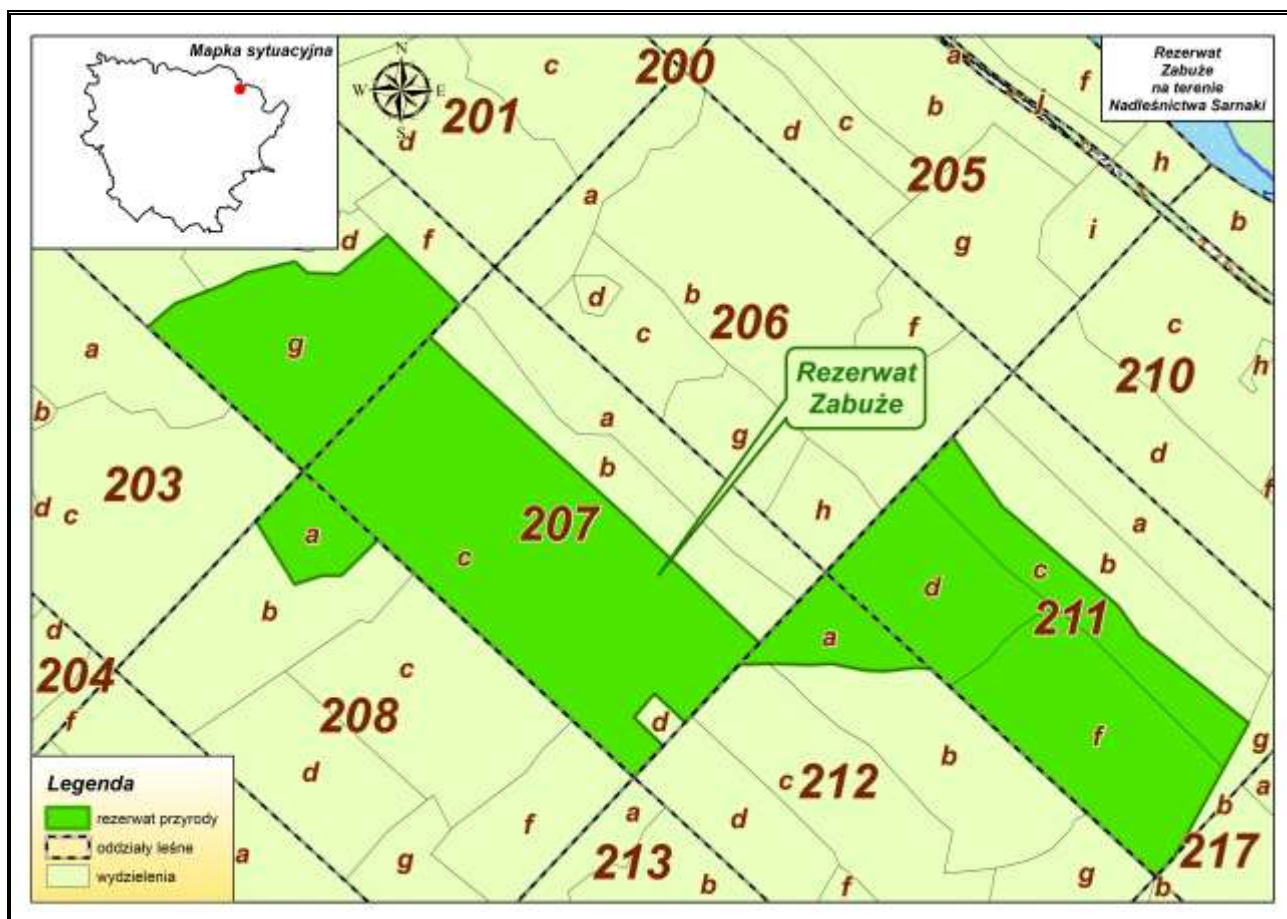 Mapka sytuacyjna
N
W
E
S
Rezerwat
Zabuże
na terenie
Nadleśnictwa Sarnaki
c
200
a
j
f
201
d
d
c
b
205
h
a
b
d
f
g
i
d
b
206
f
c
c
210
h
a
g
Rezerwat
Zabuże
b
a
g
d
f
203
b
h
a
d
c
a
207
c
c
b
d
211
b
d
a
204
c
f
208
d
f
g
b
a
d
c
212
b
217
Legenda
rezerwat przyrody
oddziały leśne
wydzielenia
a
g
f
a
213
d
b
f
g
b